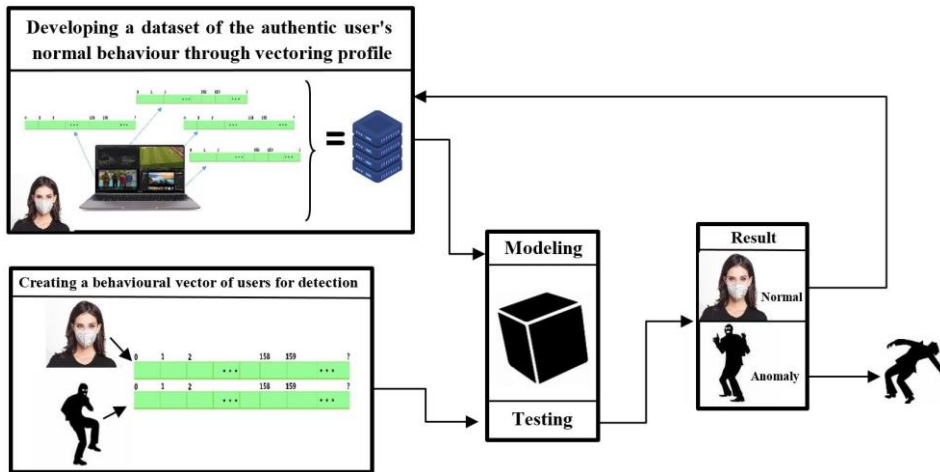 Developing a dataset of the authentic user's
normal behaviour through vectoring profile
=
Creating a behavioural vector of users for detection
0 1 2 158 159 ?
...
...
0 1 2 158 159 ?
...
...
Modeling
Testing
Result
Normal
Anomaly